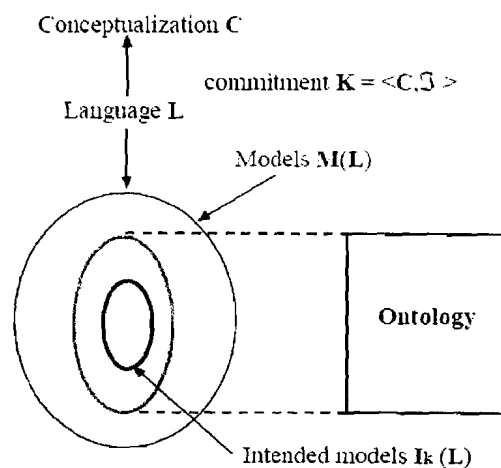 Conceptualization C
commitment K = <C,ℑ >
Language L
Models M(L)
Ontology
Intended models Ik (L)